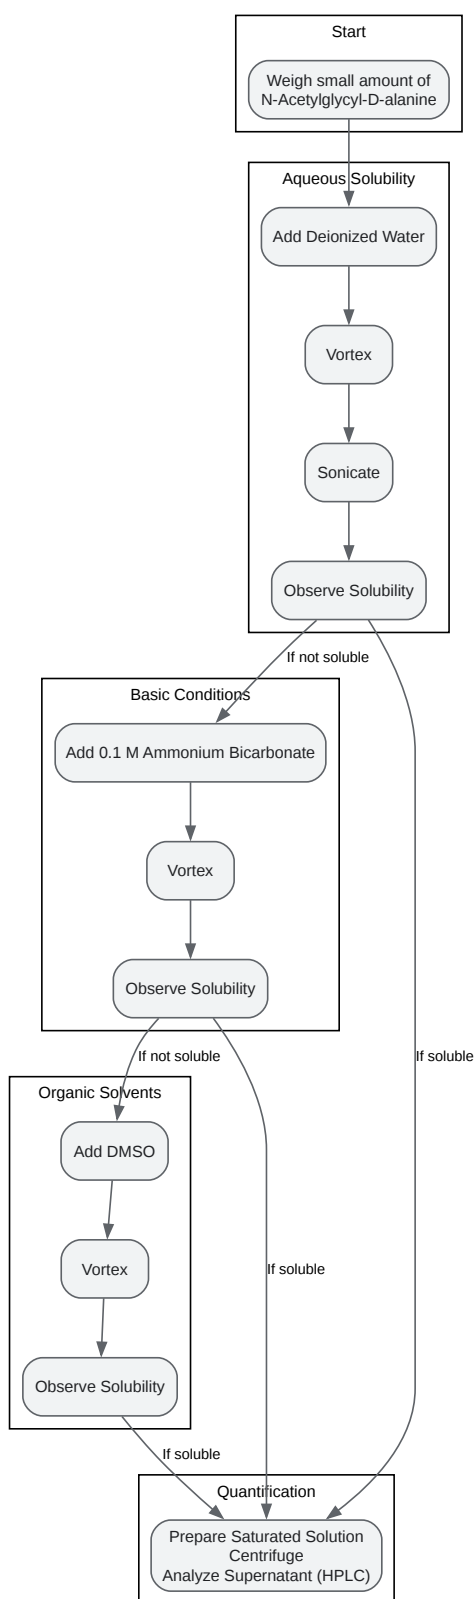 Start
Weigh small amount of
N-Acetylglycyl-D-alanine
Aqueous Solubility
Add Deionized Water
Vortex
Sonicate
Observe Solubility
If not soluble
Basic Conditions
Add 0.1 M Ammonium Bicarbonate
Vortex
Observe Solubility
If not soluble
If soluble
Organic Solvents
Add DMSO
Vortex
If soluble
Observe Solubility
If soluble
Quantification
Prepare Saturated Solution
Centrifuge
Analyze Supernatant (HPLC)